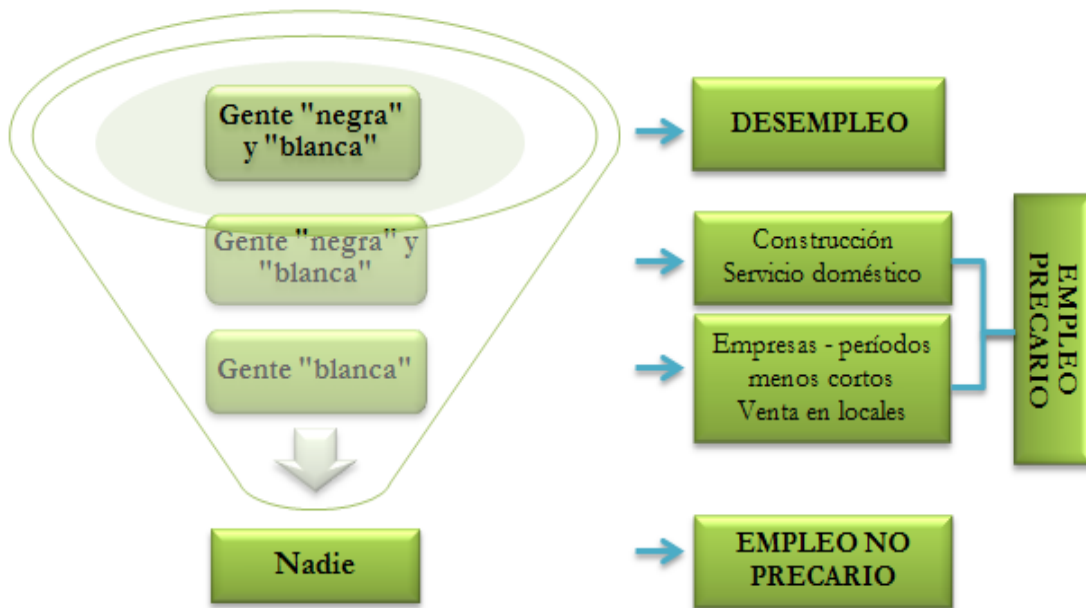 Gente "negra"
y "blanca"
DESEMPLEO
Gente "negra" y
"blanca"
Construcción
Servicio doméstico
Gente "blanca"
Empresas - períodos
menos cortos
Venta en locales
EMPLEO
PRECARIO
Nadie
EMPLEO NO
PRECARIO